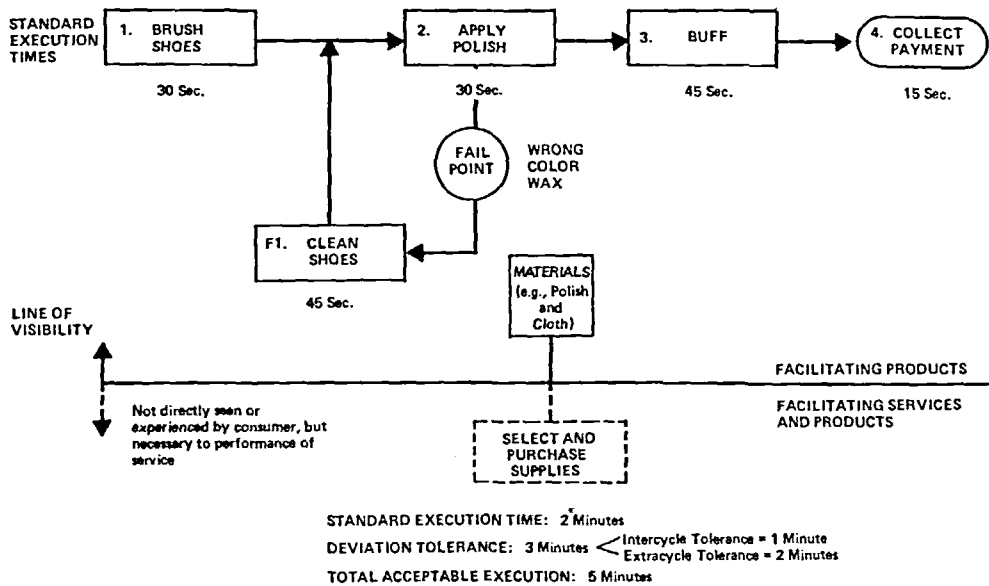 STANDARD
EXECUTION
TIMES
1. BRUSH
SHOES
30 Sec.
2. APPLY
POLISH
30 Sec.
3. BUFF
45 Sec.
4. COLLECT
PAYMENT
15 Sec.
FAIL
POINT
WRONG
COLOR
WAX
F1. CLEAN
SHOES
45 Sec.
MATERIALS
(e.g., Polish
and
Cloth)
LINE OF
VISIBILITY
FACILITATING PRODUCTS
Not directly seen or
experienced by consumer, but
necessary to performance of
service
FACILITATING SERVICES
AND PRODUCTS
SELECT AND
PURCHASE
SUPPLIES
STANDARD EXECUTION TIME: 2 Minutes
DEVIATION TOLERANCE: 3 Minutes
Intercycle Tolerance = 1 Minute
Extracycle Tolerance = 2 Minutes
TOTAL ACCEPTABLE EXECUTION: 5 Minutes